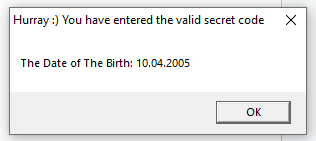 Hurray :) You have entered the valid secret code
The Date of The Birth: 10.04.2005
OK